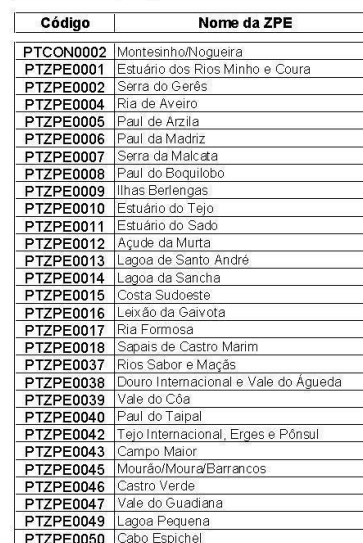 Código Nome da ZPE
PTCON0002 Montesinho/Nogueira
PTZPE0001 Estuário dos Rios Minho e Coura
PTZPE0002 Serra do Gerês
PTZPE0004 Ria de Aveiro
PTZPE0005 Paul de Arzila
PTZPE0006 Paul da Madriz
PTZPE0007 Serra da Malcata
PTZPE0008 Paul do Boquilobo
PTZPE0009 Ilhas Berlengas
PTZPE0010 Estuário do Tejo
PTZPE0011 Estuário do Sado
PTZPE0012 Açude da Murta
PTZPE0013 Lagoa de Santo André
PTZPE0014 Lagoa da Sancha
PTZPE0015 Costa Sudoeste
PTZPE0016 Leixão da Gaivota
PTZPE0017 Ria Formosa
PTZPE0018 Sapais de Castro Marim
PTZPE0037 Rios Sabor e Maçãs
PTZPE0038 Douro Internacional e Vale do Águeda
PTZPE0039 Vale do Côa
PTZPE0040 Paul do Taipal
PTZPE0042 Tejo Internacional, Erges e Pônsul
PTZPE0043 Campo Maior
PTZPE0045 Mourão/Moura/Barrancos
PTZPE0046 Castro Verde
PTZPE0047 Vale do Guadiana
PTZPE0049 Lagoa Pequena
PTZPE0050 Cabo Espichel